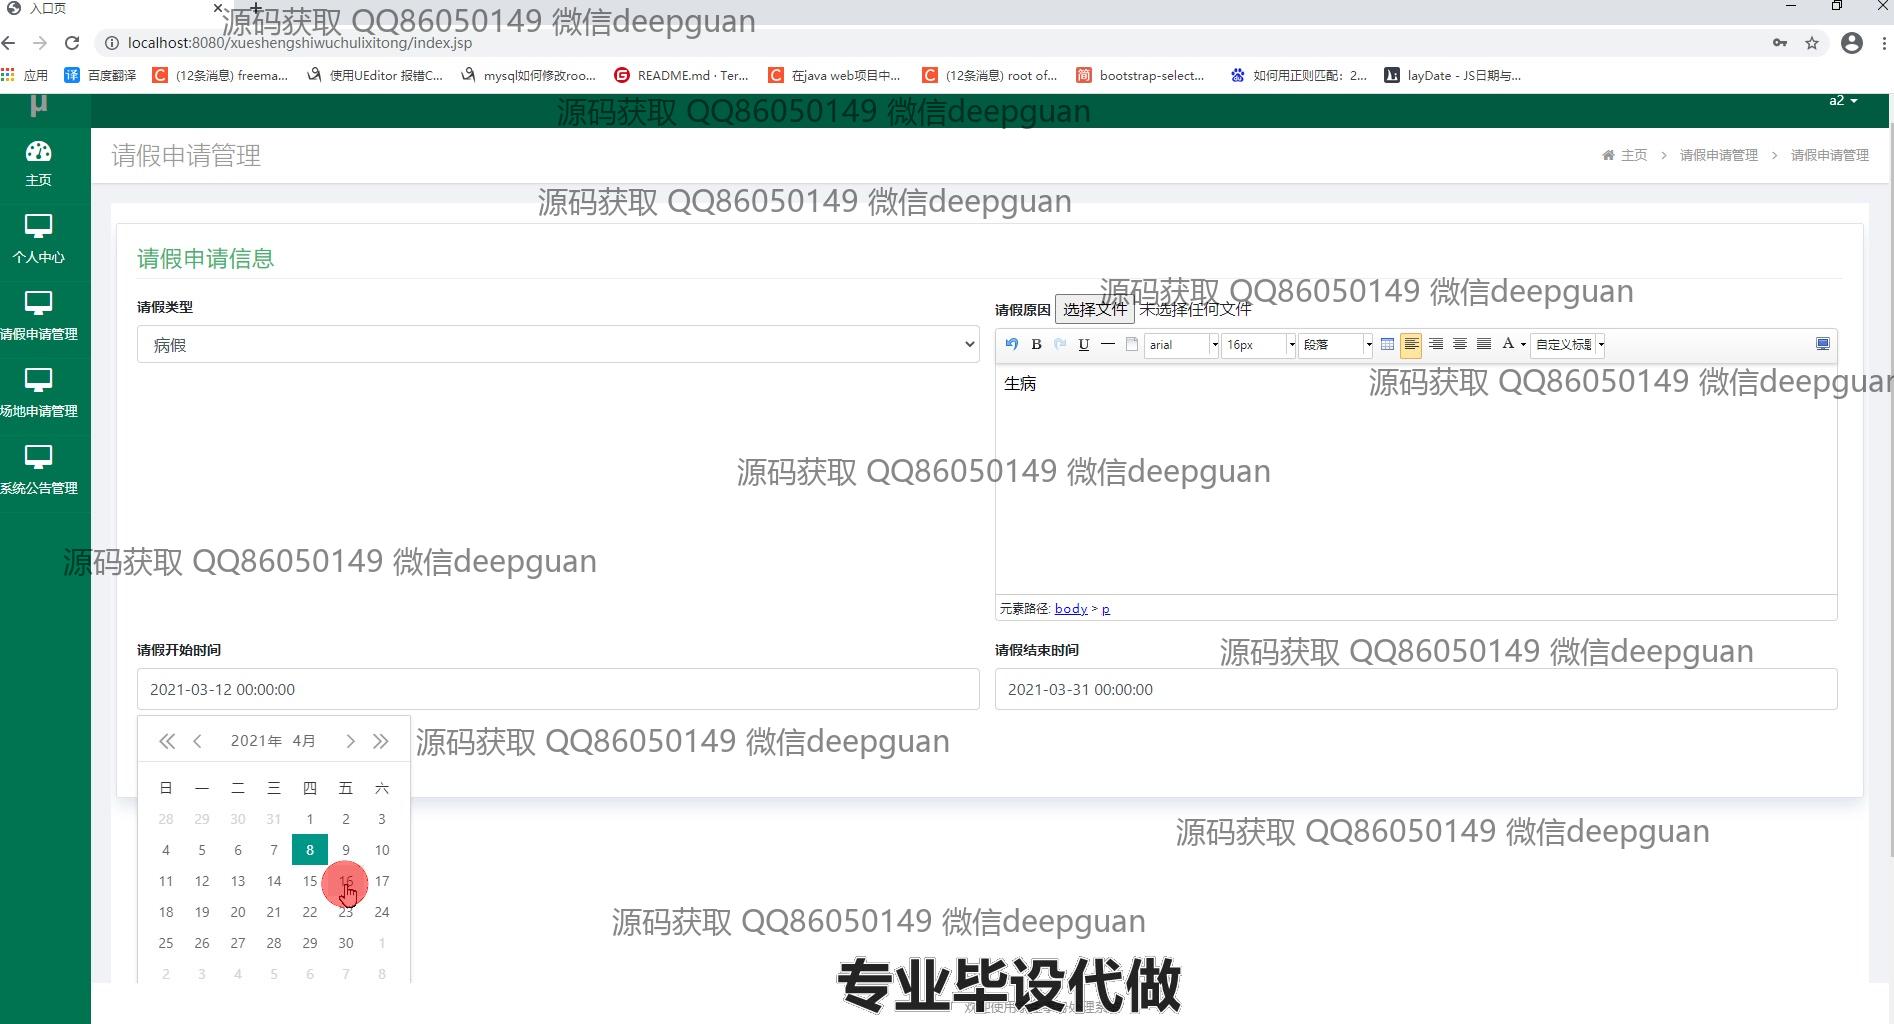 入口页
源码获取 QQ86050149 微信deepguan
localhost:8080/xueshengshiwuchulixitong/index.jsp
应用 百度翻译 (12条消息) freema... 使用UEditor 报错C... mysql如何修改roo... README.md · Ter... 在java web项目中... (12条消息) root of... bootstrap-select... 如何用正则匹配：2... layDate - JS日期与...
μ
a2
源码获取 QQ86050149 微信deepguan
请假申请管理
主页 > 请假申请管理 > 请假申请管理
主页
个人中心
请假申请管理
场地申请管理
系统公告管理
源码获取 QQ86050149 微信deepguan
请假申请信息
源码获取 QQ86050149 微信deepguan
请假类型
病假
请假原因 选择文件 未选择任何文件
B U arial 16px 段落 A 自定义标题
生病
源码获取 QQ86050149 微信deepguan
源码获取 QQ86050149 微信deepguan
源码获取 QQ86050149 微信deepguan
元素路径: body > p
请假开始时间
2021-03-12 00:00:00
请假结束时间
2021-03-31 00:00:00
源码获取 QQ86050149 微信deepguan
2021年 4月
日 一 二 三 四 五 六
28 29 30 31 1 2 3
4 5 6 7 8 9 10
11 12 13 14 15 16 17
18 19 20 21 22 23 24
25 26 27 28 29 30 1
2 3 4 5 6 7 8
源码获取 QQ86050149 微信deepguan
源码获取 QQ86050149 微信deepguan
源码获取 QQ86050149 微信deepguan
专业毕设代做